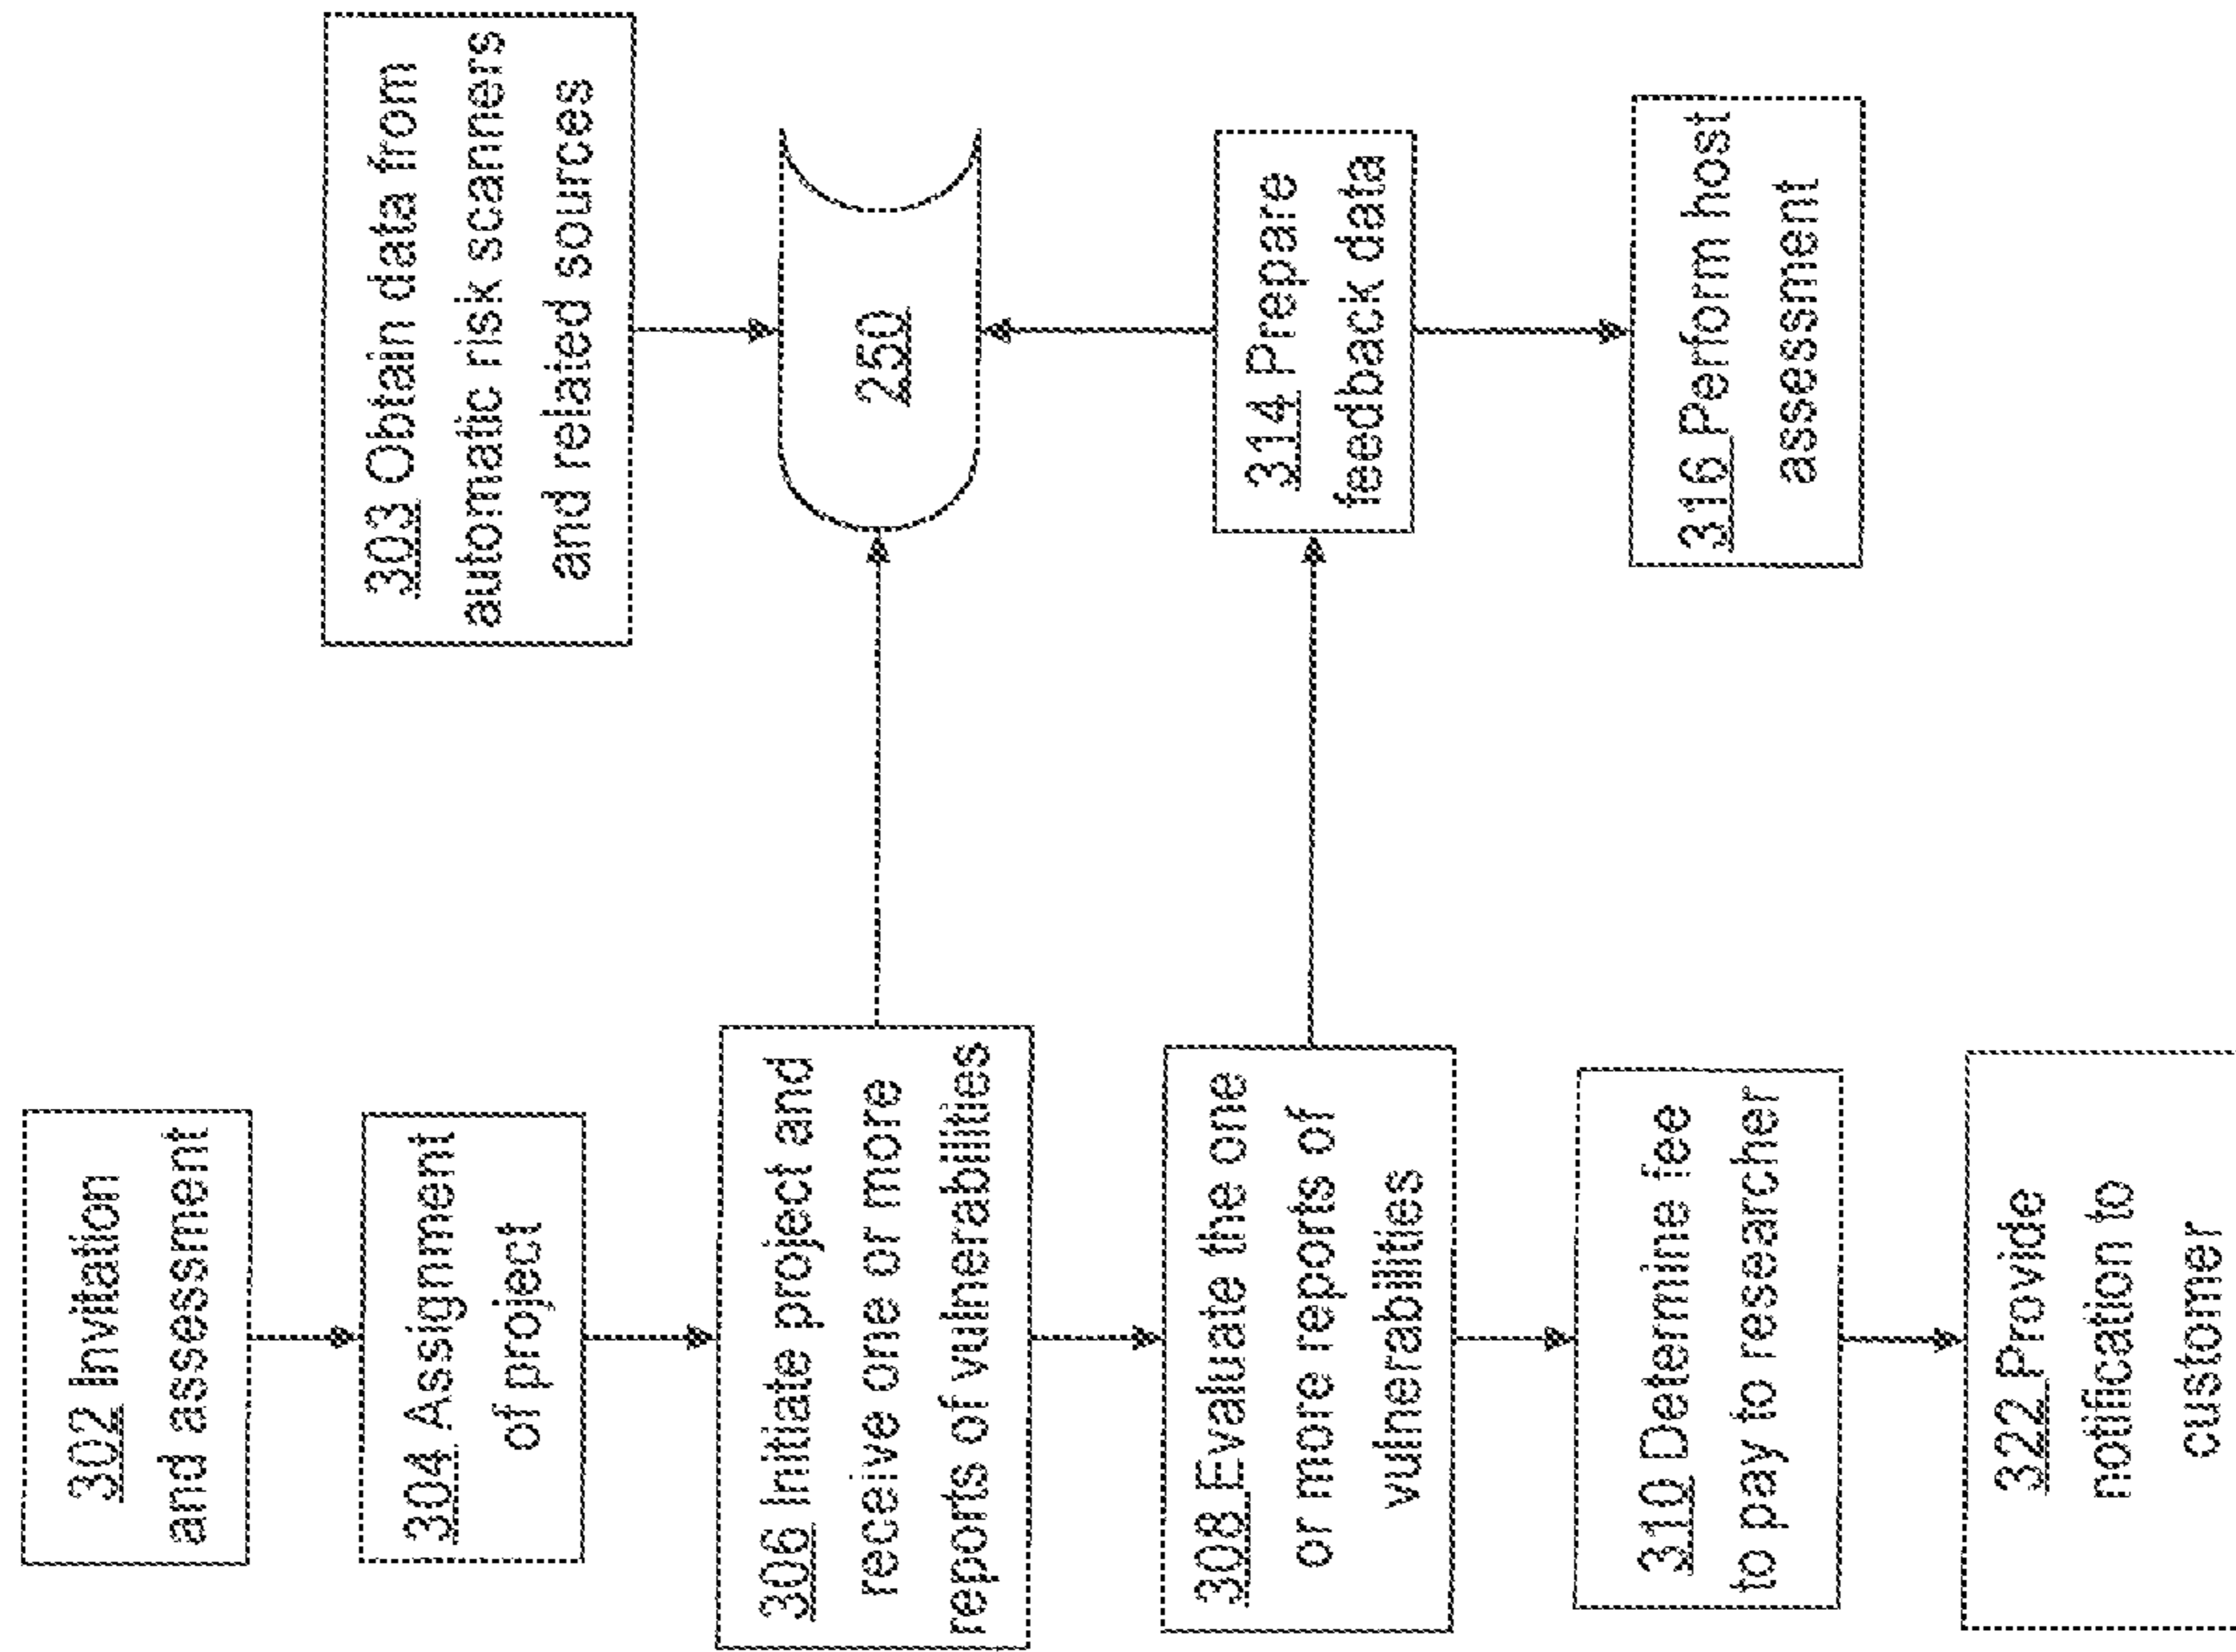 302 Invitation
and assessment
304 Assignment
of project
306 Initiate project and
receive one or more
reports of vulnerabilities
308 Evaluate the one
or more reports of
vulnerabilities
310 Determine fee
to pay to researcher
322 Provide
notification to
customer
303 Obtain data from
automatic risk scanners
and related sources
250
314 Prepare
feedback data
316 Perform host
assessment